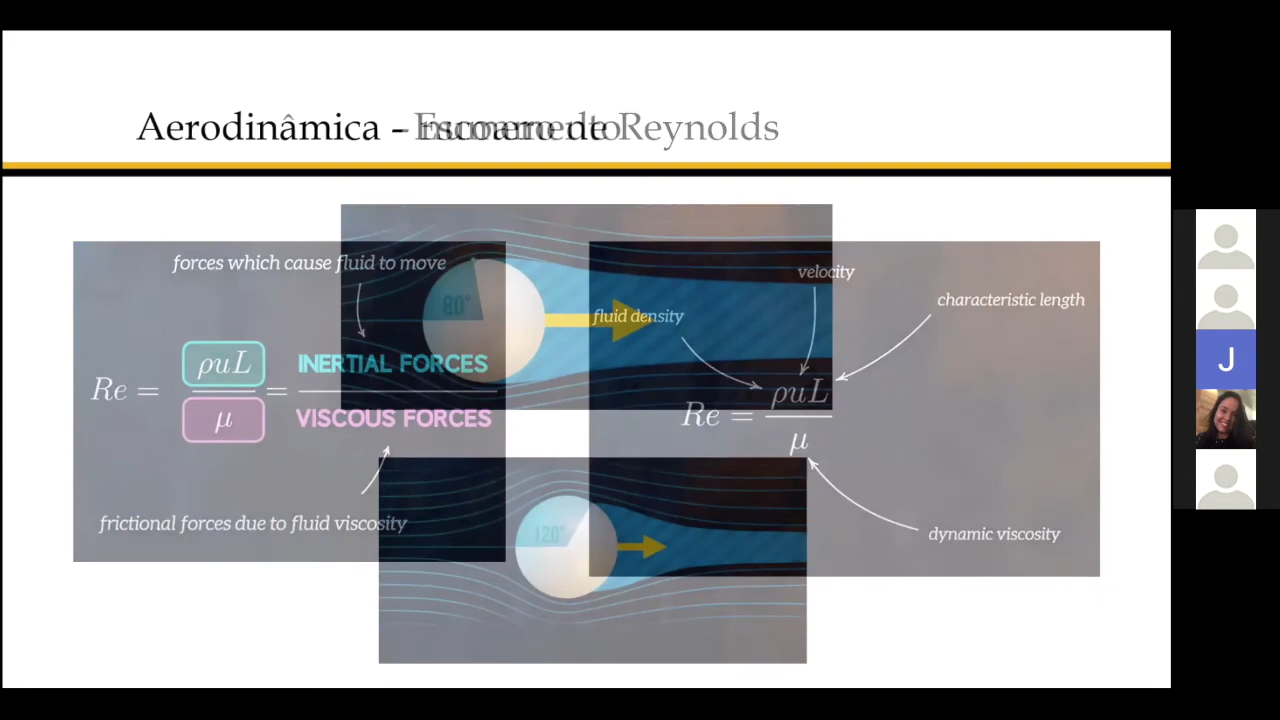 Aerodinâmica - Escoamento
Número de Reynolds
forces which cause fluid to move
velocity
characteristic length
fluid density
80°
Re = ρuL / μ = INERTIAL FORCES / VISCOUS FORCES
Re = ρuL / μ
frictional forces due to fluid viscosity
120°
dynamic viscosity
J